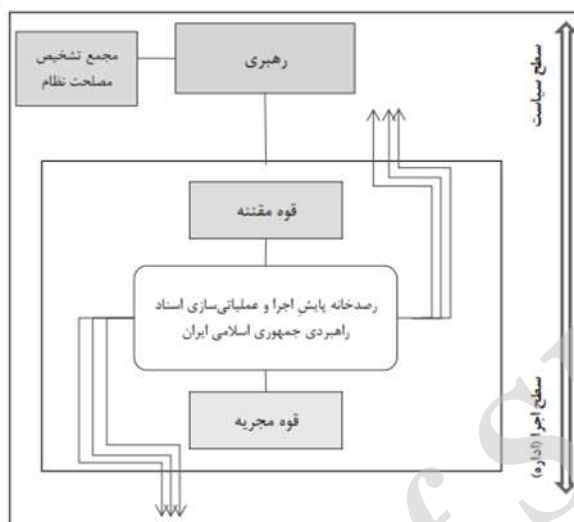 مجمع تشخیص
مصلحت نظام
رهبری
سطح سیاست
قوه مقننه
رصدخانه پایشِ اجرا و عملیاتی‌سازی اسناد
راهبردی جمهوری اسلامی ایران
قوه مجریه
سطح اجرا (اداره)